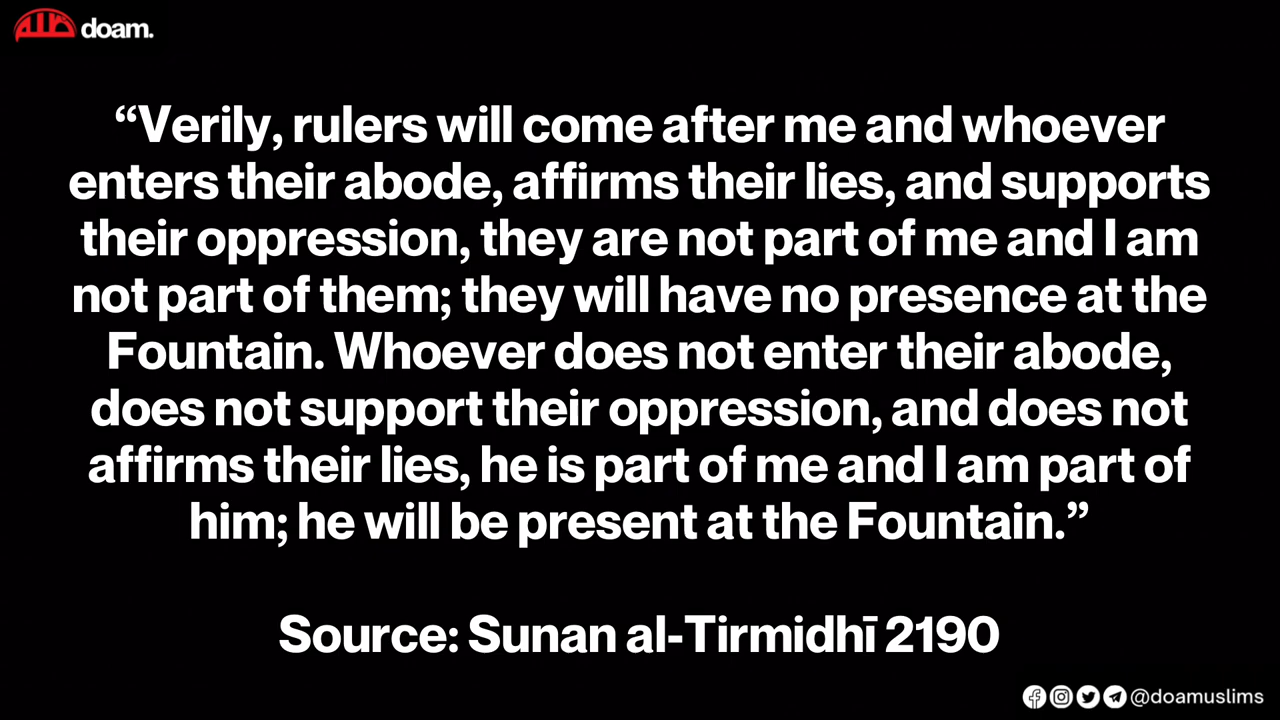 doam.
“Verily, rulers will come after me and whoever
enters their abode, affirms their lies, and supports
their oppression, they are not part of me and I am
not part of them; they will have no presence at the
Fountain. Whoever does not enter their abode,
does not support their oppression, and does not
affirms their lies, he is part of me and I am part of
him; he will be present at the Fountain.”
Source: Sunan al-Tirmidhī 2190
@doamuslims